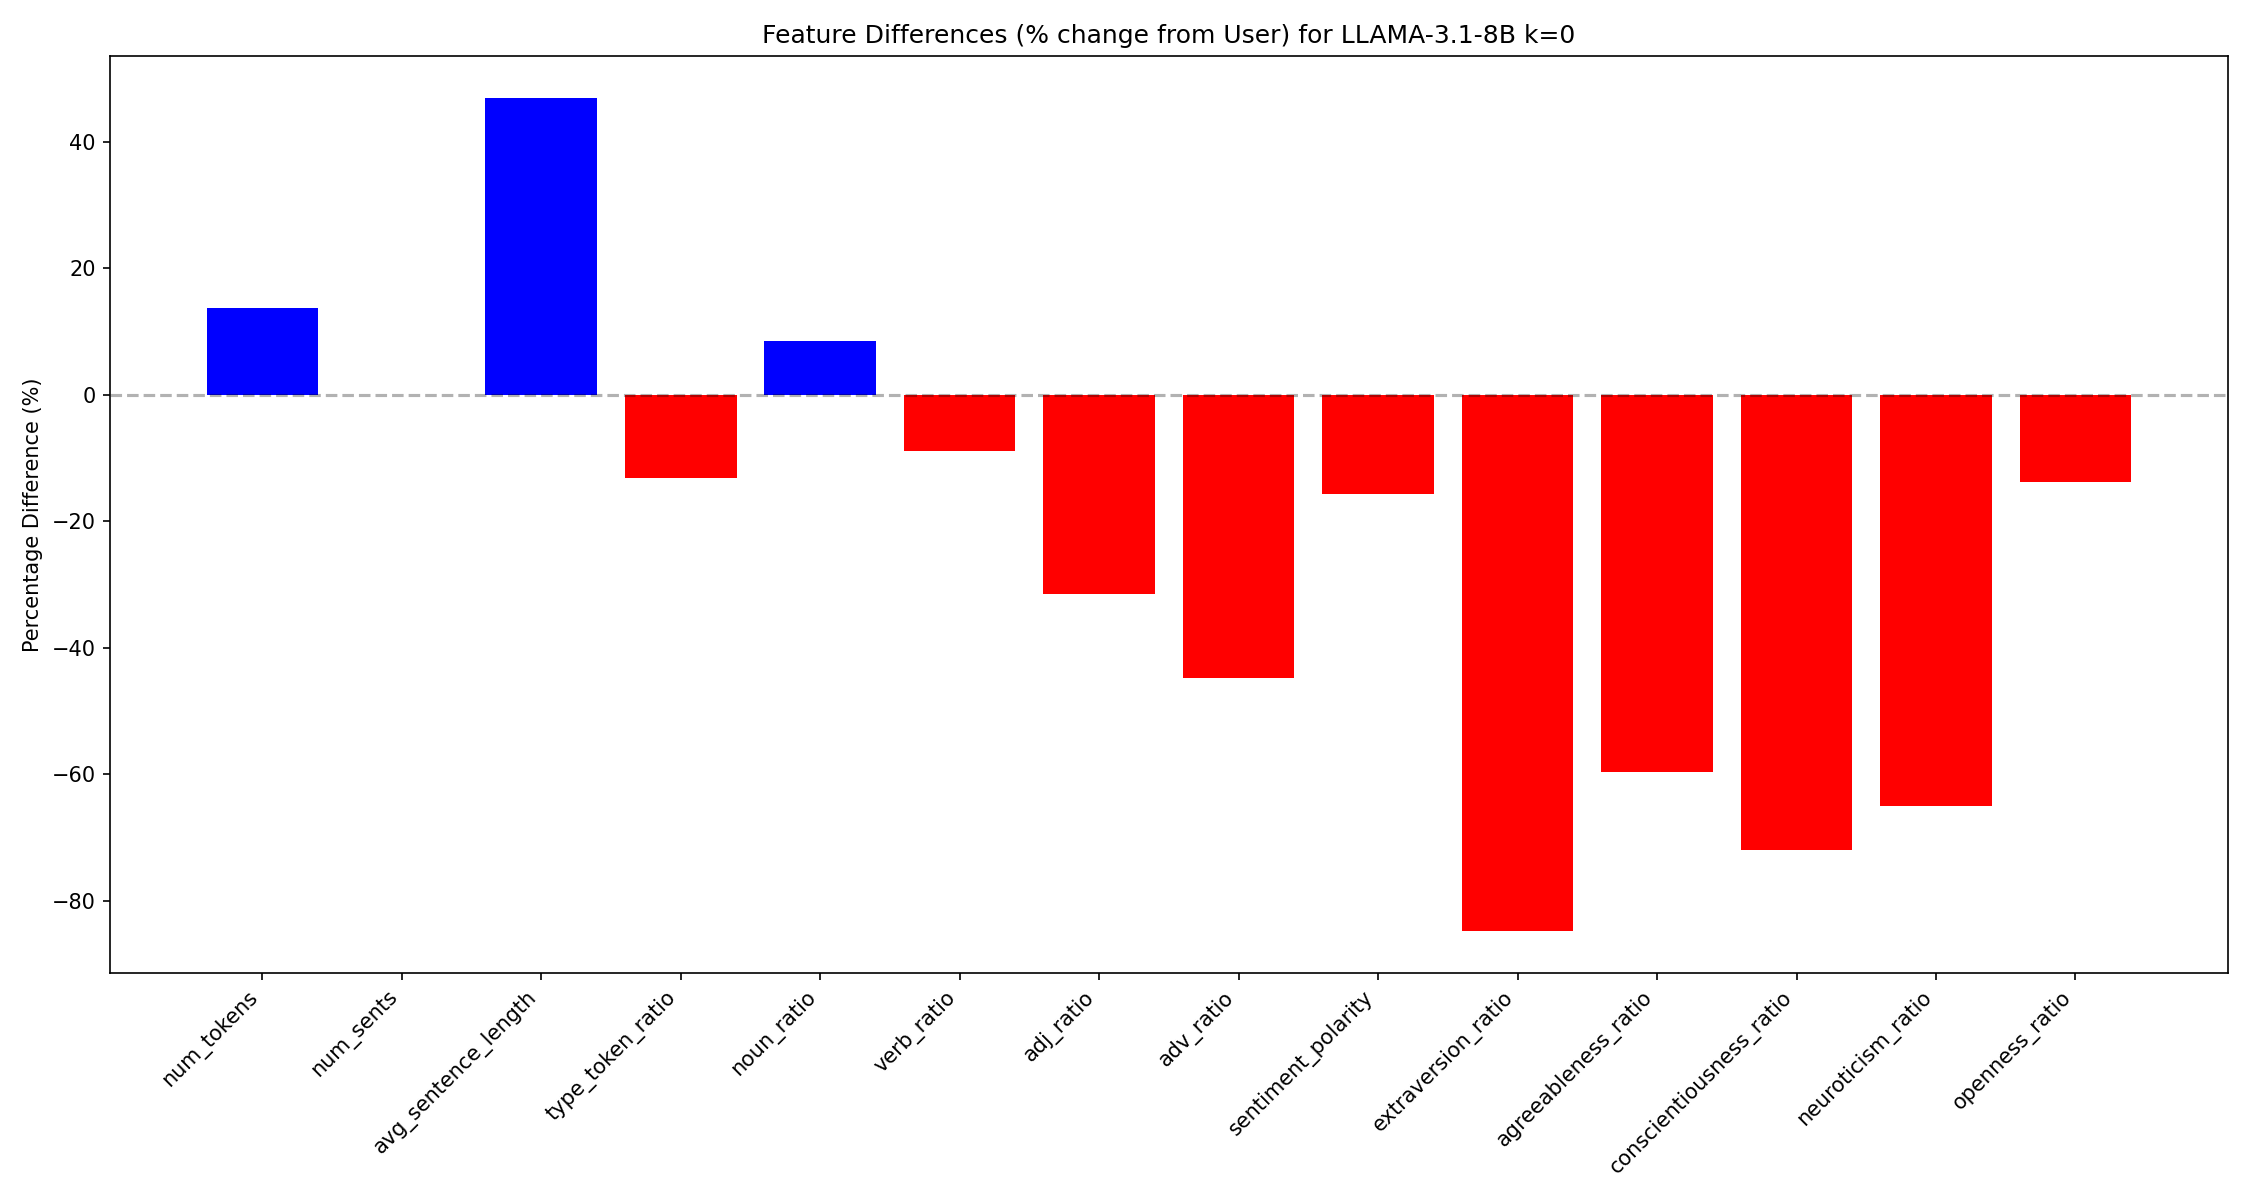 Feature Differences (% change from User) for LLAMA-3.1-8B k=0
Percentage Difference (%)
40
20
0
−20
−40
−60
−80
num_tokens
num_sents
avg_sentence_length
type_token_ratio
noun_ratio
verb_ratio
adj_ratio
adv_ratio
sentiment_polarity
extraversion_ratio
agreeableness_ratio
conscientiousness_ratio
neuroticism_ratio
openness_ratio